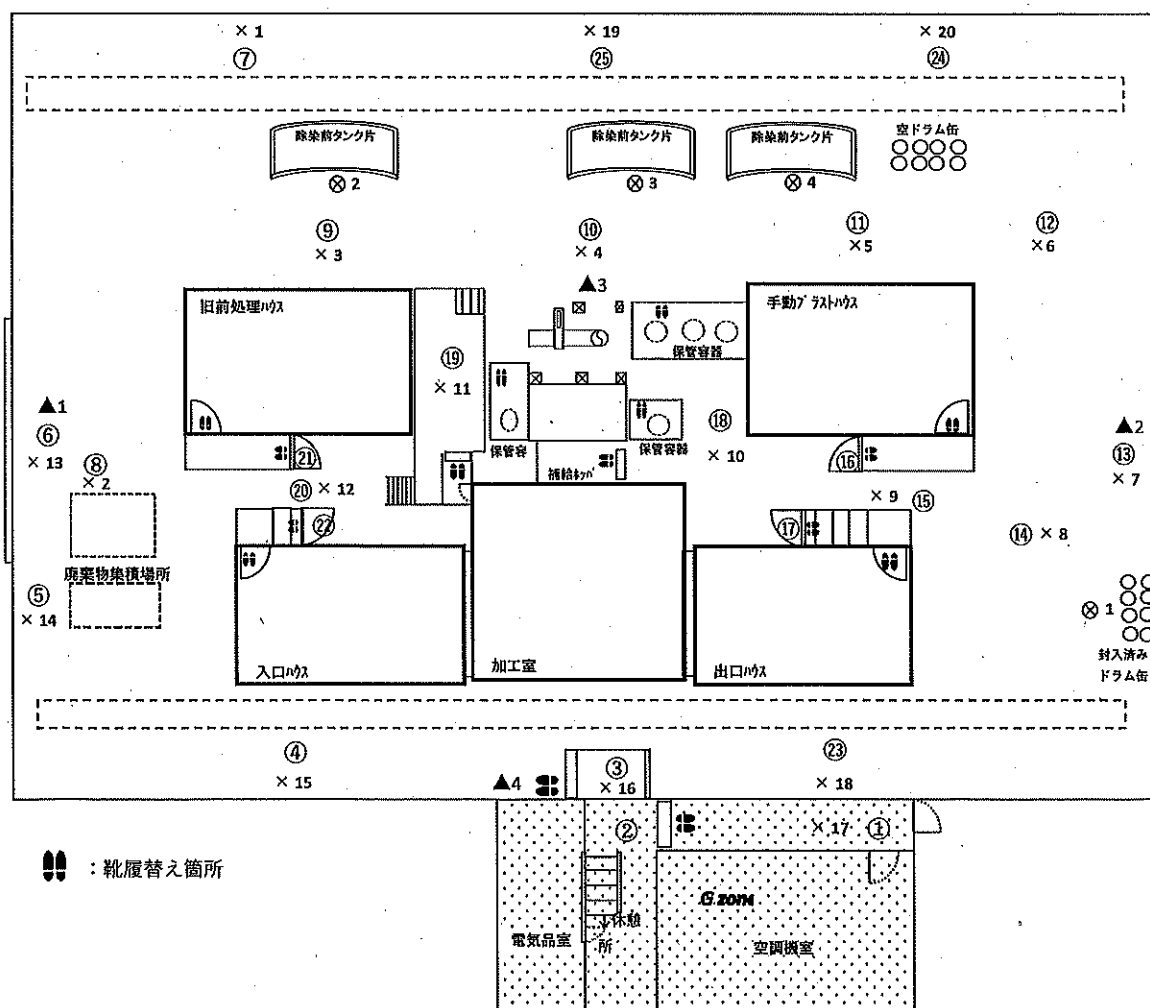 × 1
× 19
× 20
⑦
㉕
㉔
除染前タンク片
除染前タンク片
除染前タンク片
空ドラム缶
⊗ 2
⊗ 3
⊗ 4
⑨
× 3
⑩
× 4
⑪
×5
⑫
× 6
▲3
旧前処理ハウス
手動ブラストハウス
保管容器
⑲
× 11
▲1
⑥
× 13
⑧
× 2
保管容
保管容器
⑱
× 10
▲2
⑬
× 7
㉑
補給ホッパ
⑯
⑳
× 12
㉒
× 9
⑮
⑰
⑭ × 8
廃棄物集積場所
⑤
× 14
⊗ 1
封入済み
ドラム缶
入口ハウス
加工室
出口ハウス
④
× 15
▲4
③
× 16
㉓
× 18
②
× 17
①
：靴履替え箇所
G zone
休憩
所
電気品室
空調機室